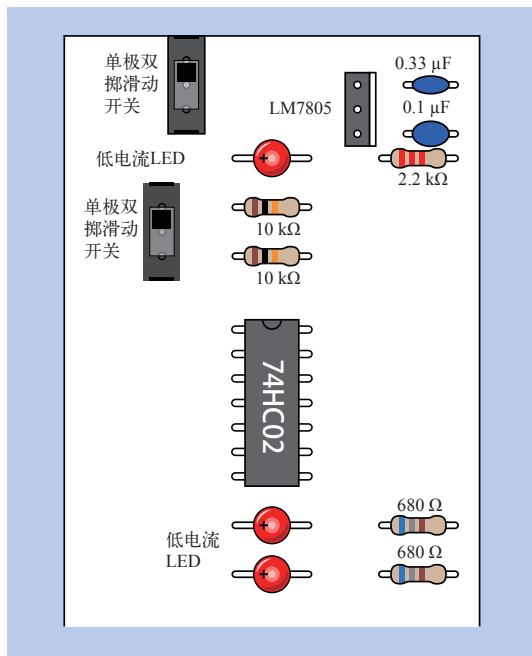 单极双
掷滑动
开关
0.33 µF
LM7805
0.1 µF
低电流LED
2.2 kΩ
单极双
掷滑动
开关
10 kΩ
10 kΩ
74HC02
680 Ω
低电流
LED
680 Ω